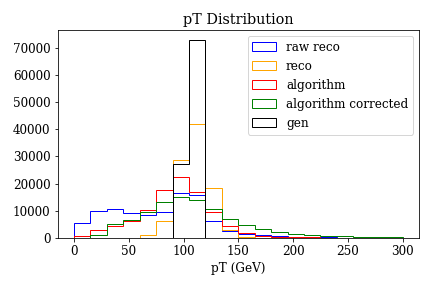 pT Distribution
raw reco
reco
algorithm
algorithm corrected
gen
70000
60000
50000
40000
30000
20000
10000
0
0 50 100 150 200 250 300
pT (GeV)